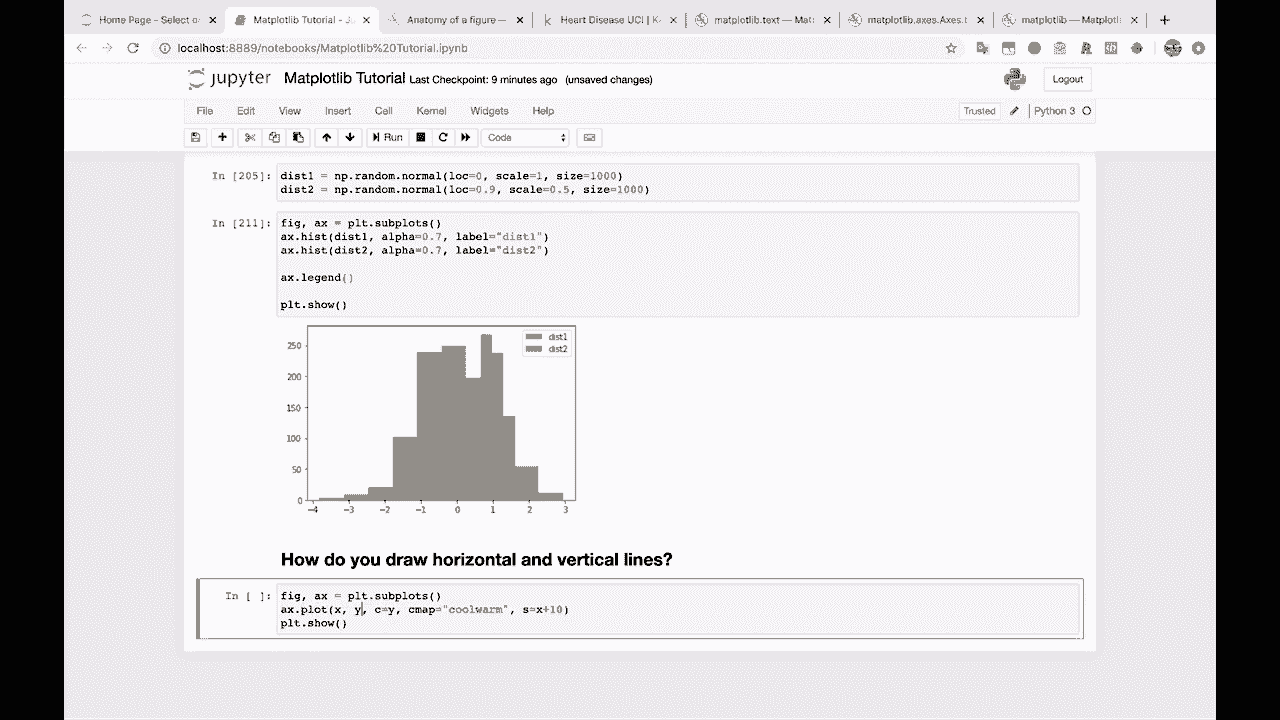 Home Page - Select o
Matplotlib Tutorial - Ju
Anatomy of a figure —
Heart Disease UCI | K
matplotlib.text — Mat
matplotlib.axes.Axes.t
matplotlib — Matplotl
localhost:8889/notebooks/Matplotlib%20Tutorial.ipynb
jupyter Matplotlib Tutorial Last Checkpoint: 9 minutes ago (unsaved changes)
Logout
File Edit View Insert Call Kernel Widgets Help
Trusted
Python 3
Run
Code
In [205]:
dist1 = np.random.normal(loc=0, scale=1, size=1000)
dist2 = np.random.normal(loc=0.9, scale=0.5, size=1000)
In [211]:
fig, ax = plt.subplots()
ax.hist(dist1, alpha=0.7, label="dist1")
ax.hist(dist2, alpha=0.7, label="dist2")
ax.legend()
plt.show()
dist1
dist2
250
200
150
100
50
0
-4 -3 -2 -1 0 1 2 3
How do you draw horizontal and vertical lines?
In [ ]:
fig, ax = plt.subplots()
ax.plot(x, y, c=y, cmap="coolwarm", s=x+10)
plt.show()